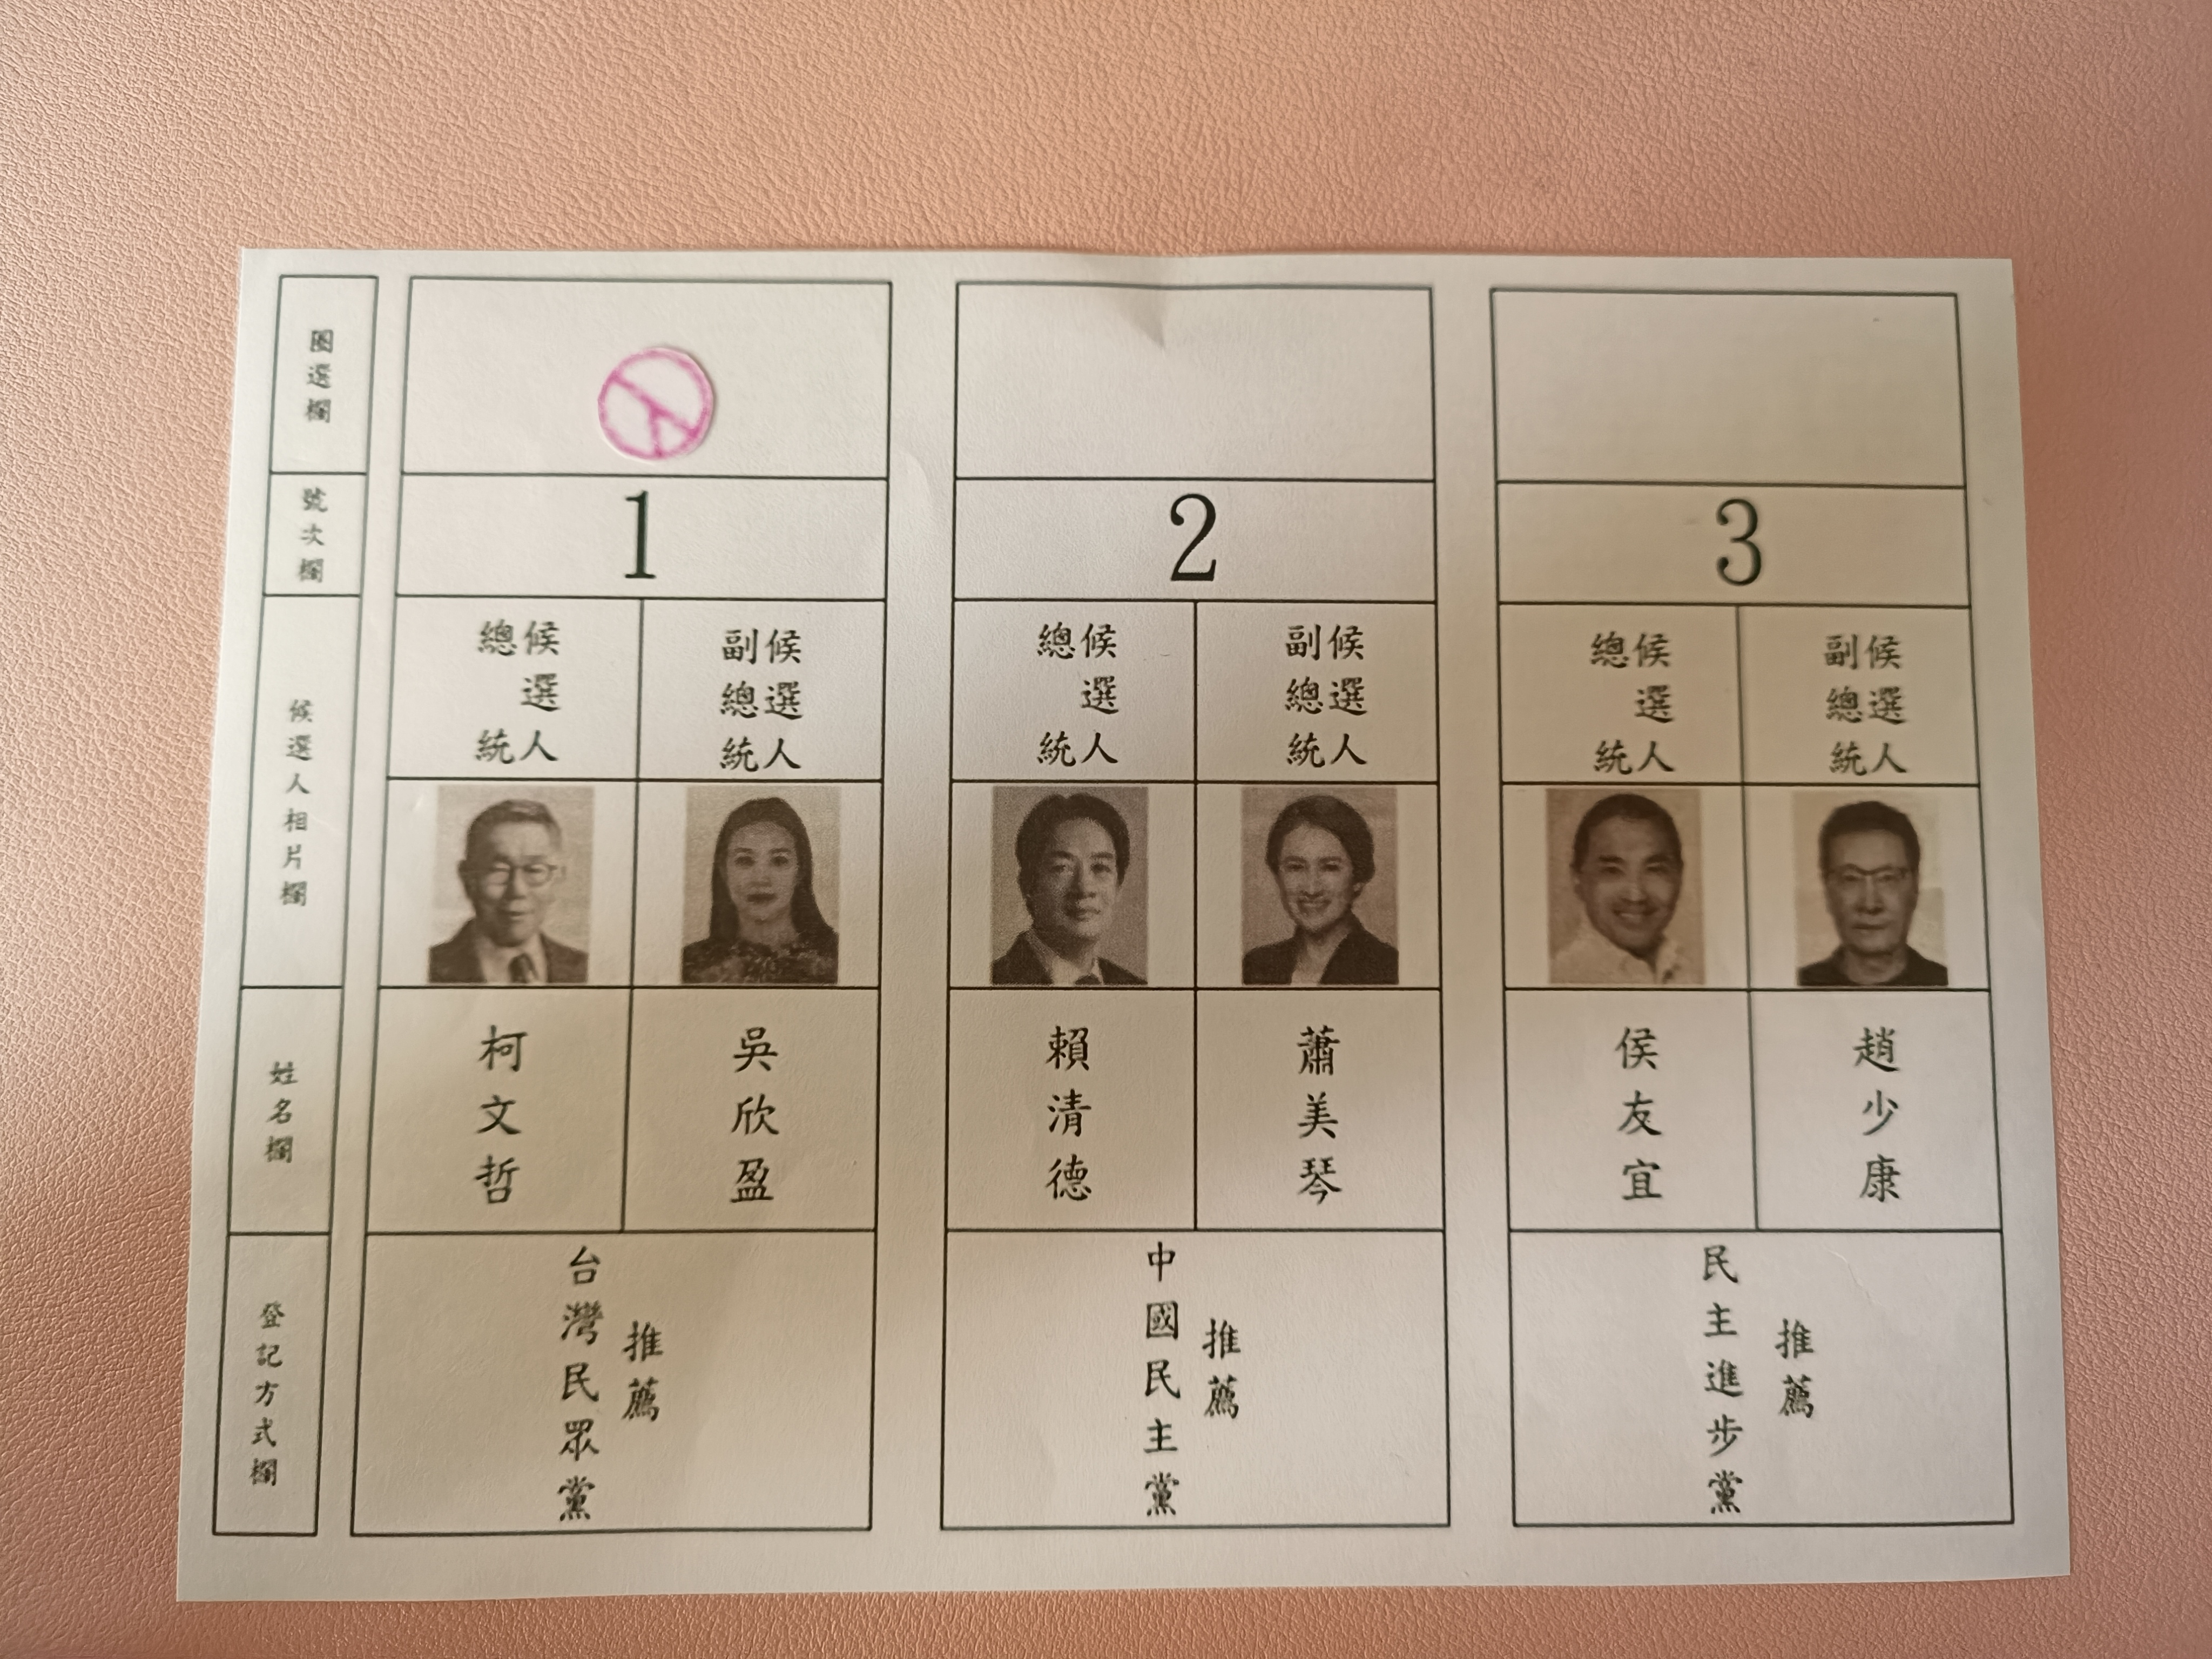 圈選欄
號次欄
候選人相片欄
姓名欄
登記方式欄
1
總統候選人
副總統候選人
柯文哲
吳欣盈
台灣民眾黨
推薦
2
總統候選人
副總統候選人
賴清德
蕭美琴
中國民主黨
推薦
3
總統候選人
副總統候選人
侯友宜
趙少康
民主進步黨
推薦